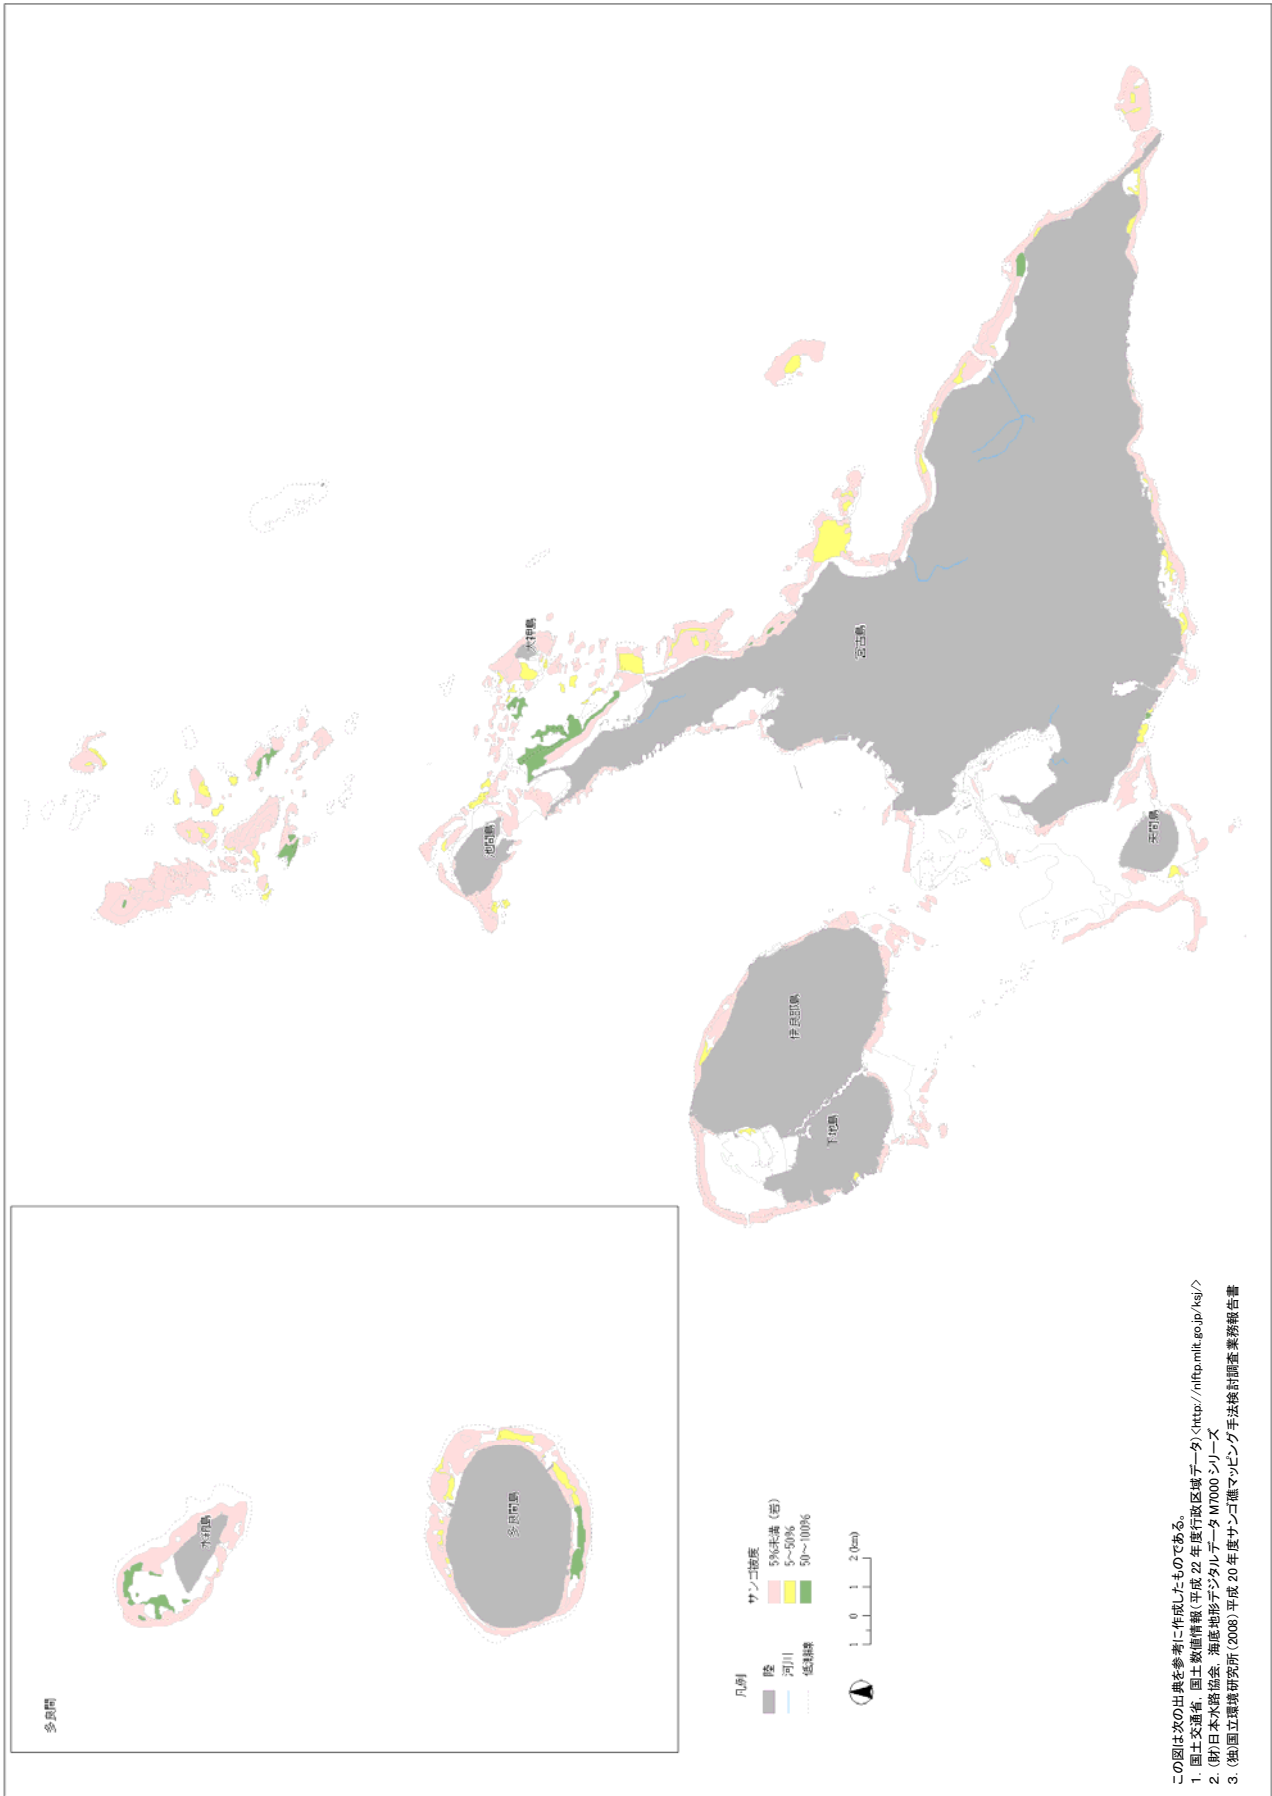 多良間
水納島
多良間島
池間島
大神島
宮古島
伊良部島
下地島
来間島
凡例
陸
河川
低潮線
サンゴ被度
5%未満（岩）
5～50%
50～100%
1 0 1 2 (km)
この図は次の出典を参考に作成したものである。
1. 国土交通省, 国土数値情報(平成 22 年度行政区域データ)<http://nlftp.mlit.go.jp/ksj/>
2. (財)日本水路協会, 海底地形デジタルデータ M7000 シリーズ
3. (独)国立環境研究所(2008)平成 20 年度サンゴ礁マッピング手法検討調査業務報告書